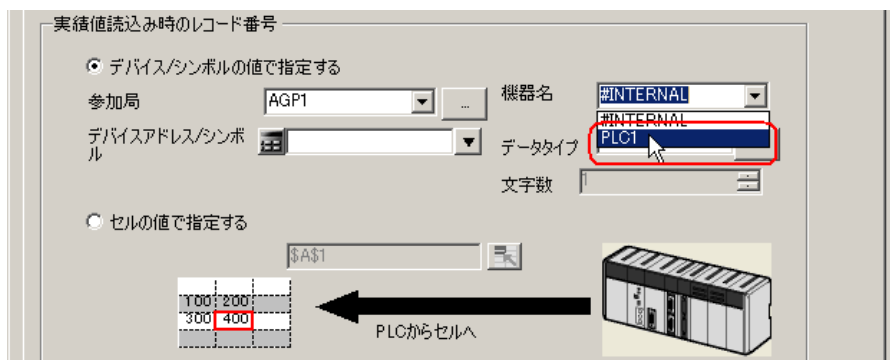 実績値読込み時のレコード番号
デバイス/シンボルの値で指定する
参加局
AGP1
...
機器名
#INTERNAL
#INTERNAL
PLC1
デバイスアドレス/シンボ
ル
データタイプ
文字数
1
セルの値で指定する
$A$1
100 200
300 400
PLCからセルへ